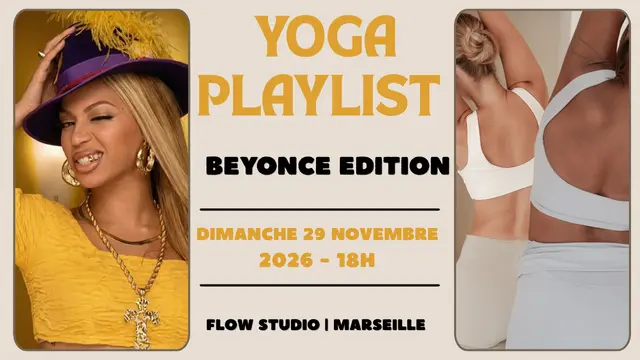 YOGA
PLAYLIST
BEYONCE EDITION
DIMANCHE 29 NOVEMBRE
2026 - 18H
FLOW STUDIO | MARSEILLE